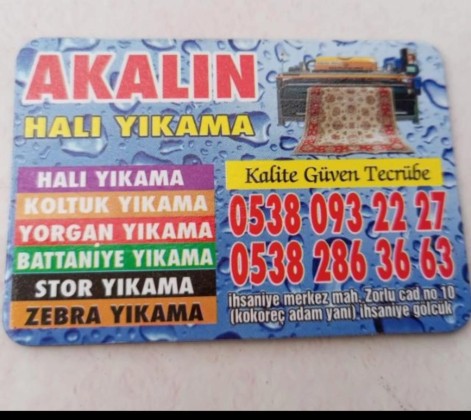 AKALIN
HALI YIKAMA
HALI YIKAMA
KOLTUK YIKAMA
YORGAN YIKAMA
BATTANİYE YIKAMA
STOR YIKAMA
ZEBRA YIKAMA
Kalite Güven Tecrübe
0538 093 22 27
0538 286 36 63
ihsaniye merkez mah. Zorlu cad no 10
(kokoreç adam yanı),ihsaniye gölcük